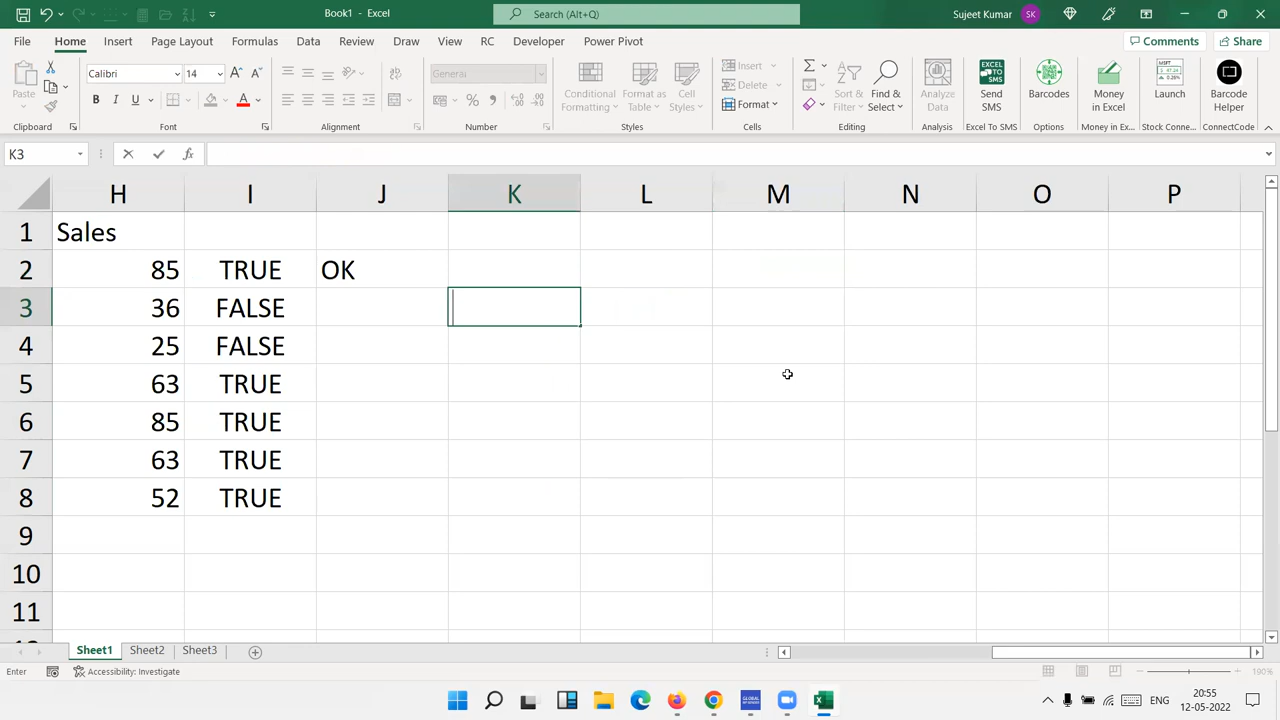 Book1 - Excel
Search (Alt+Q)
Sujeet Kumar
SK
File
Home
Insert
Page Layout
Formulas
Data
Review
Draw
View
RC
Developer
Power Pivot
Comments
Share
Paste
Clipboard
Calibri
14
B I U
Font
Alignment
General
Number
Conditional Formatting
Format as Table
Cell Styles
Styles
Insert
Delete
Format
Cells
Sort & Filter
Find & Select
Editing
Analyze Data
Analysis
Send SMS
Excel To SMS
Barcodes
Options
Money in Excel
Money in Ex...
Launch
Stock Conne...
Barcode Helper
ConnectCode
K3
fx
H I J K L M N O P
1 Sales
2 85 TRUE OK
3 36 FALSE
4 25 FALSE
5 63 TRUE
6 85 TRUE
7 63 TRUE
8 52 TRUE
9
10
11
Sheet1 Sheet2 Sheet3
Enter
Accessibility: Investigate
190%
ENG
20:55
12-05-2022